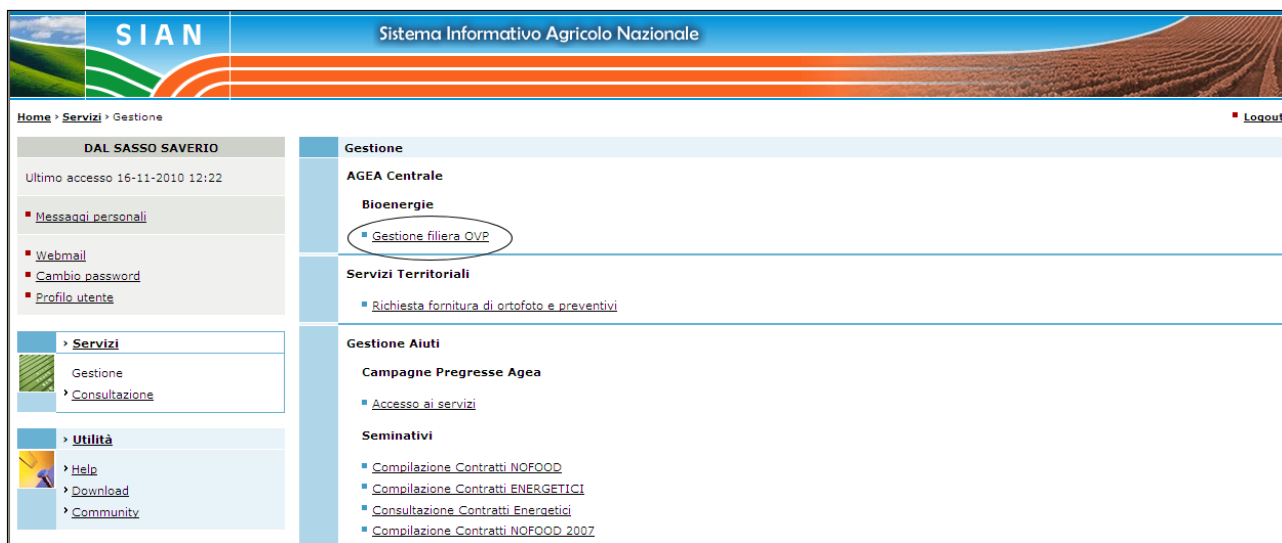 SIAN
Sistema Informativo Agricolo Nazionale
Home › Servizi › Gestione
Logout
DAL SASSO SAVERIO
Ultimo accesso 16-11-2010 12:22
Messaggi personali
Webmail
Cambio password
Profilo utente
› Servizi
Gestione
› Consultazione
› Utilità
› Help
› Download
› Community
Gestione
AGEA Centrale
Bioenergie
Gestione filiera OVP
Servizi Territoriali
Richiesta fornitura di ortofoto e preventivi
Gestione Aiuti
Campagne Pregresse Agea
Accesso ai servizi
Seminativi
Compilazione Contratti NOFOOD
Compilazione Contratti ENERGETICI
Consultazione Contratti Energetici
Compilazione Contratti NOFOOD 2007